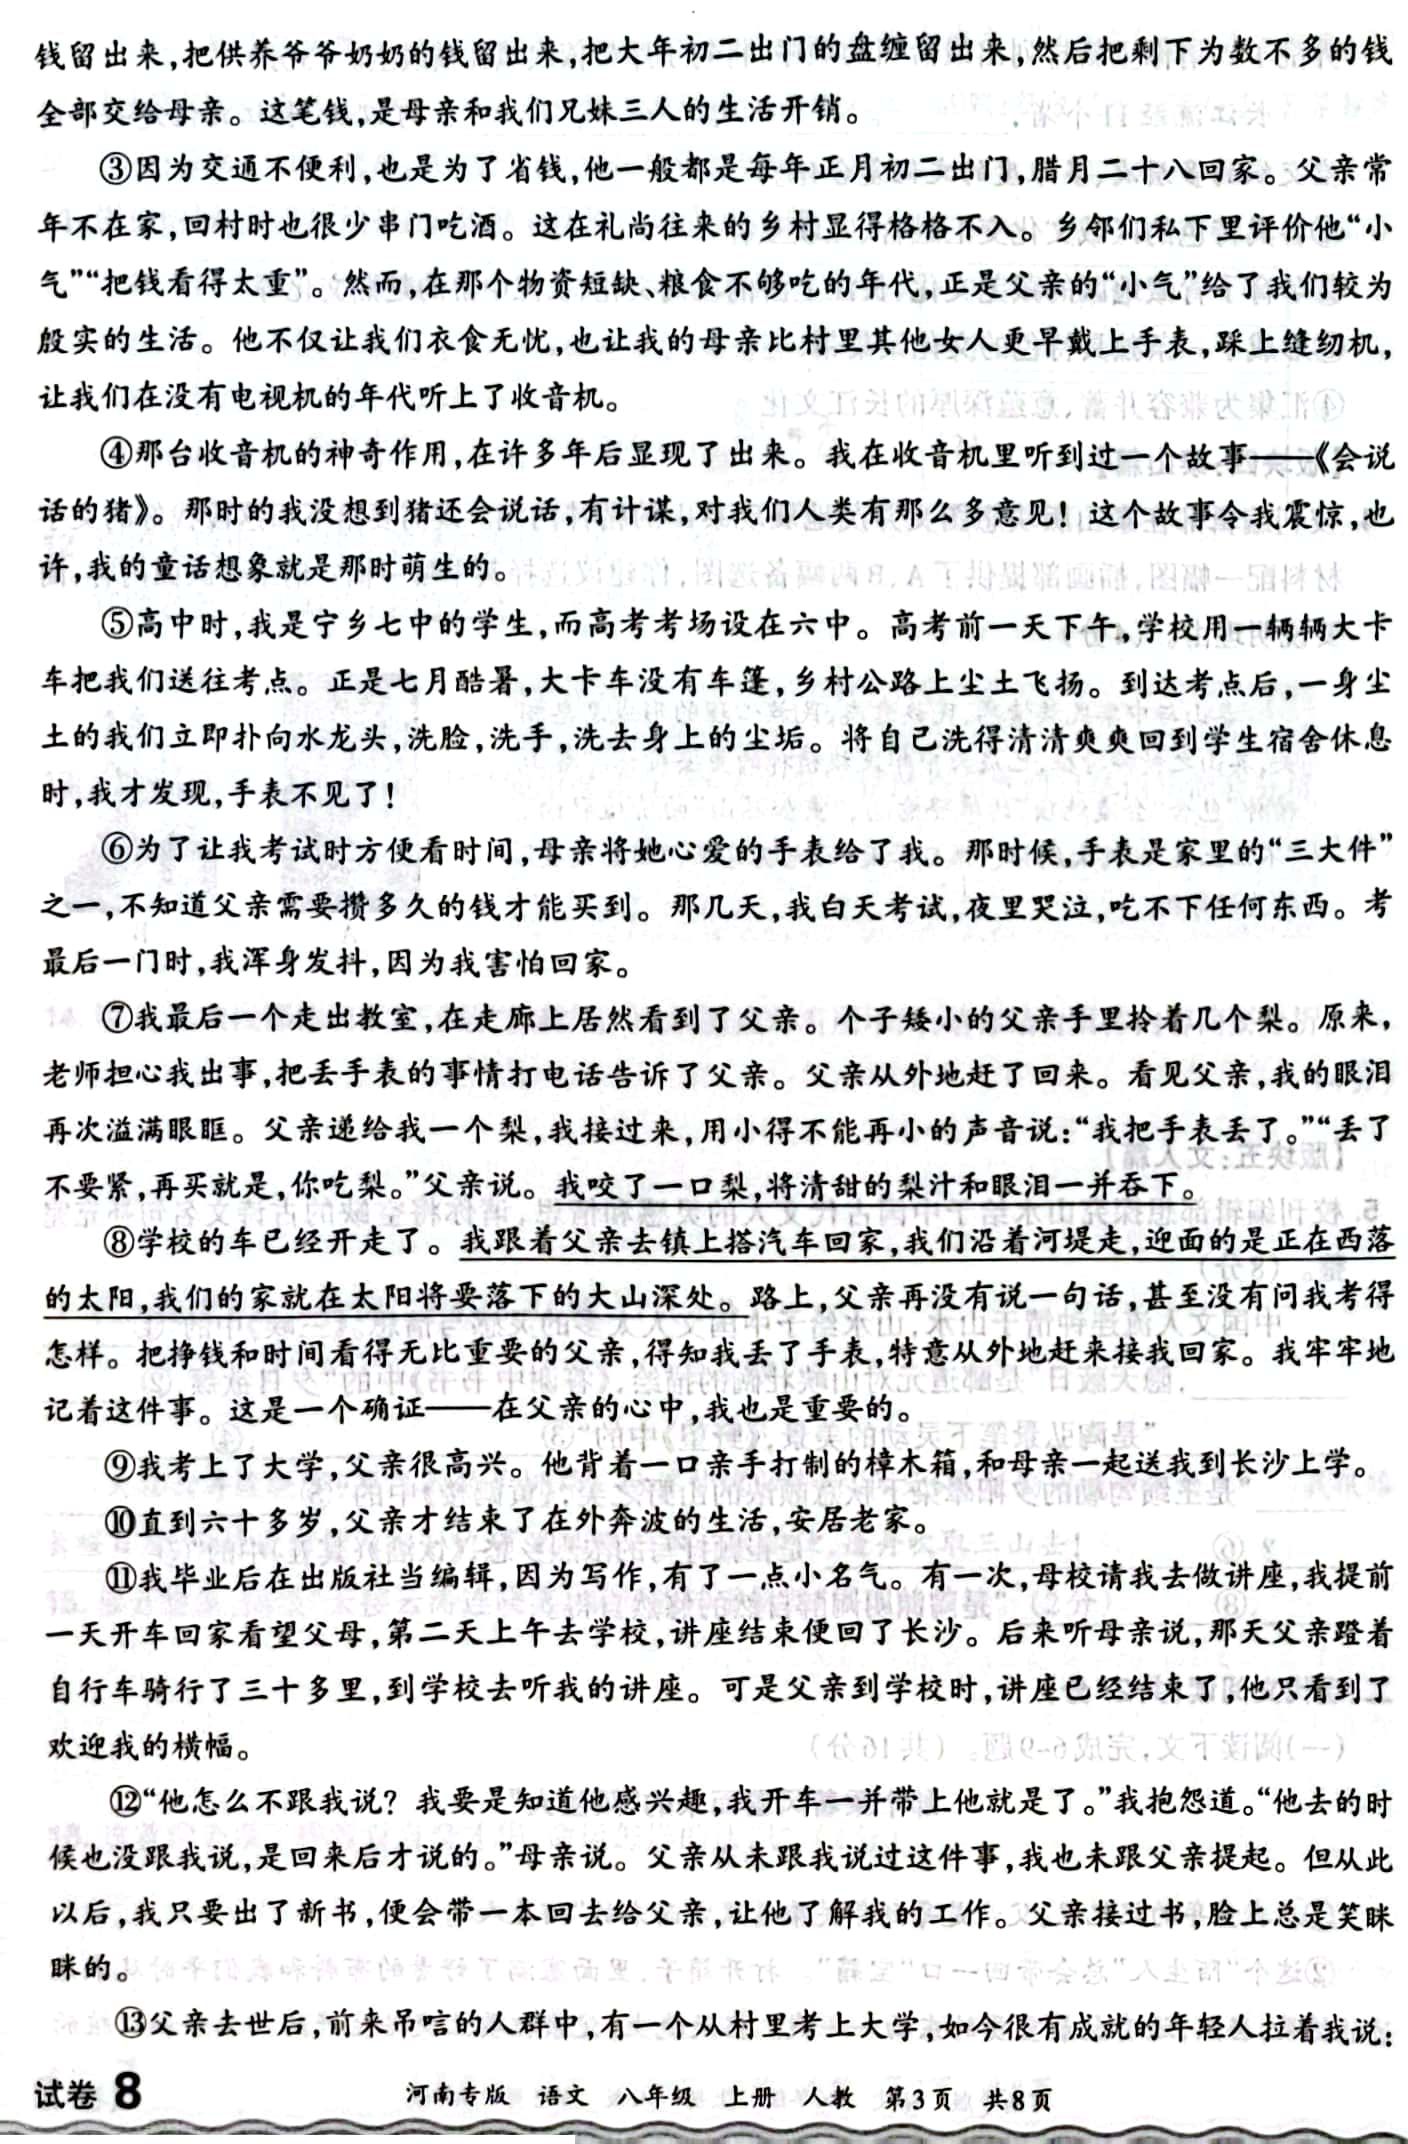 钱留出来,把供养爷爷奶奶的钱留出来,把大年初二出门的盘缠留出来,然后把剩下为数不多的钱
全部交给母亲。这笔钱,是母亲和我们兄妹三人的生活开销。
③因为交通不便利,也是为了省钱,他一般都是每年正月初二出门,腊月二十八回家。父亲常
年不在家,回村时也很少串门吃酒。这在礼尚往来的乡村显得格格不入。乡邻们私下里评价他“小
气”“把钱看得太重”。然而,在那个物资短缺、粮食不够吃的年代,正是父亲的“小气”给了我们较为
殷实的生活。他不仅让我们衣食无忧,也让我的母亲比村里其他女人更早戴上手表,踩上缝纫机,
让我们在没有电视机的年代听上了收音机。
④那台收音机的神奇作用,在许多年后显现了出来。我在收音机里听到过一个故事——《会说
话的猪》。那时的我没想到猪还会说话,有计谋,对我们人类有那么多意见!这个故事令我震惊,也
许,我的童话想象就是那时萌生的。
⑤高中时,我是宁乡七中的学生,而高考考场设在六中。高考前一天下午,学校用一辆辆大卡
车把我们送往考点。正是七月酷暑,大卡车没有车篷,乡村公路上尘土飞扬。到达考点后,一身尘
土的我们立即扑向水龙头,洗脸,洗手,洗去身上的尘垢。将自己洗得清清爽爽回到学生宿舍休息
时,我才发现,手表不见了!
⑥为了让我考试时方便看时间,母亲将她心爱的手表给了我。那时候,手表是家里的“三大件”
之一,不知道父亲需要攒多久的钱才能买到。那几天,我白天考试,夜里哭泣,吃不下任何东西。考
最后一门时,我浑身发抖,因为我害怕回家。
⑦我最后一个走出教室,在走廊上居然看到了父亲。个子矮小的父亲手里拎着几个梨。原来,
老师担心我出事,把丢手表的事情打电话告诉了父亲。父亲从外地赶了回来。看见父亲,我的眼泪
再次溢满眼眶。父亲递给我一个梨,我接过来,用小得不能再小的声音说:“我把手表丢了。”“丢了
不要紧,再买就是,你吃梨。”父亲说。我咬了一口梨,将清甜的梨汁和眼泪一并吞下。
⑧学校的车已经开走了。我跟着父亲去镇上搭汽车回家,我们沿着河堤走,迎面的是正在西落
的太阳,我们的家就在太阳将要落下的大山深处。路上,父亲再没有说一句话,甚至没有问我考得
怎样。把挣钱和时间看得无比重要的父亲,得知我丢了手表,特意从外地赶来接我回家。我牢牢地
记着这件事。这是一个确证——在父亲的心中,我也是重要的。
⑨我考上了大学,父亲很高兴。他背着一口亲手打制的樟木箱,和母亲一起送我到长沙上学。
⑩直到六十多岁,父亲才结束了在外奔波的生活,安居老家。
⑪我毕业后在出版社当编辑,因为写作,有了一点小名气。有一次,母校请我去做讲座,我提前
一天开车回家看望父母,第二天上午去学校,讲座结束便回了长沙。后来听母亲说,那天父亲蹬着
自行车骑行了三十多里,到学校去听我的讲座。可是父亲到学校时,讲座已经结束了,他只看到了
欢迎我的横幅。
⑫“他怎么不跟我说?我要是知道他感兴趣,我开车一并带上他就是了。”我抱怨道。“他去的时
候也没跟我说,是回来后才说的。”母亲说。父亲从未跟我说过这件事,我也未跟父亲提起。但从此
以后,我只要出了新书,便会带一本回去给父亲,让他了解我的工作。父亲接过书,脸上总是笑眯
眯的。
⑬父亲去世后,前来吊唁的人群中,有一个从村里考上大学,如今很有成就的年轻人拉着我说:
试卷 8 河南专版 语文 八年级 上册 人教 第3页 共8页